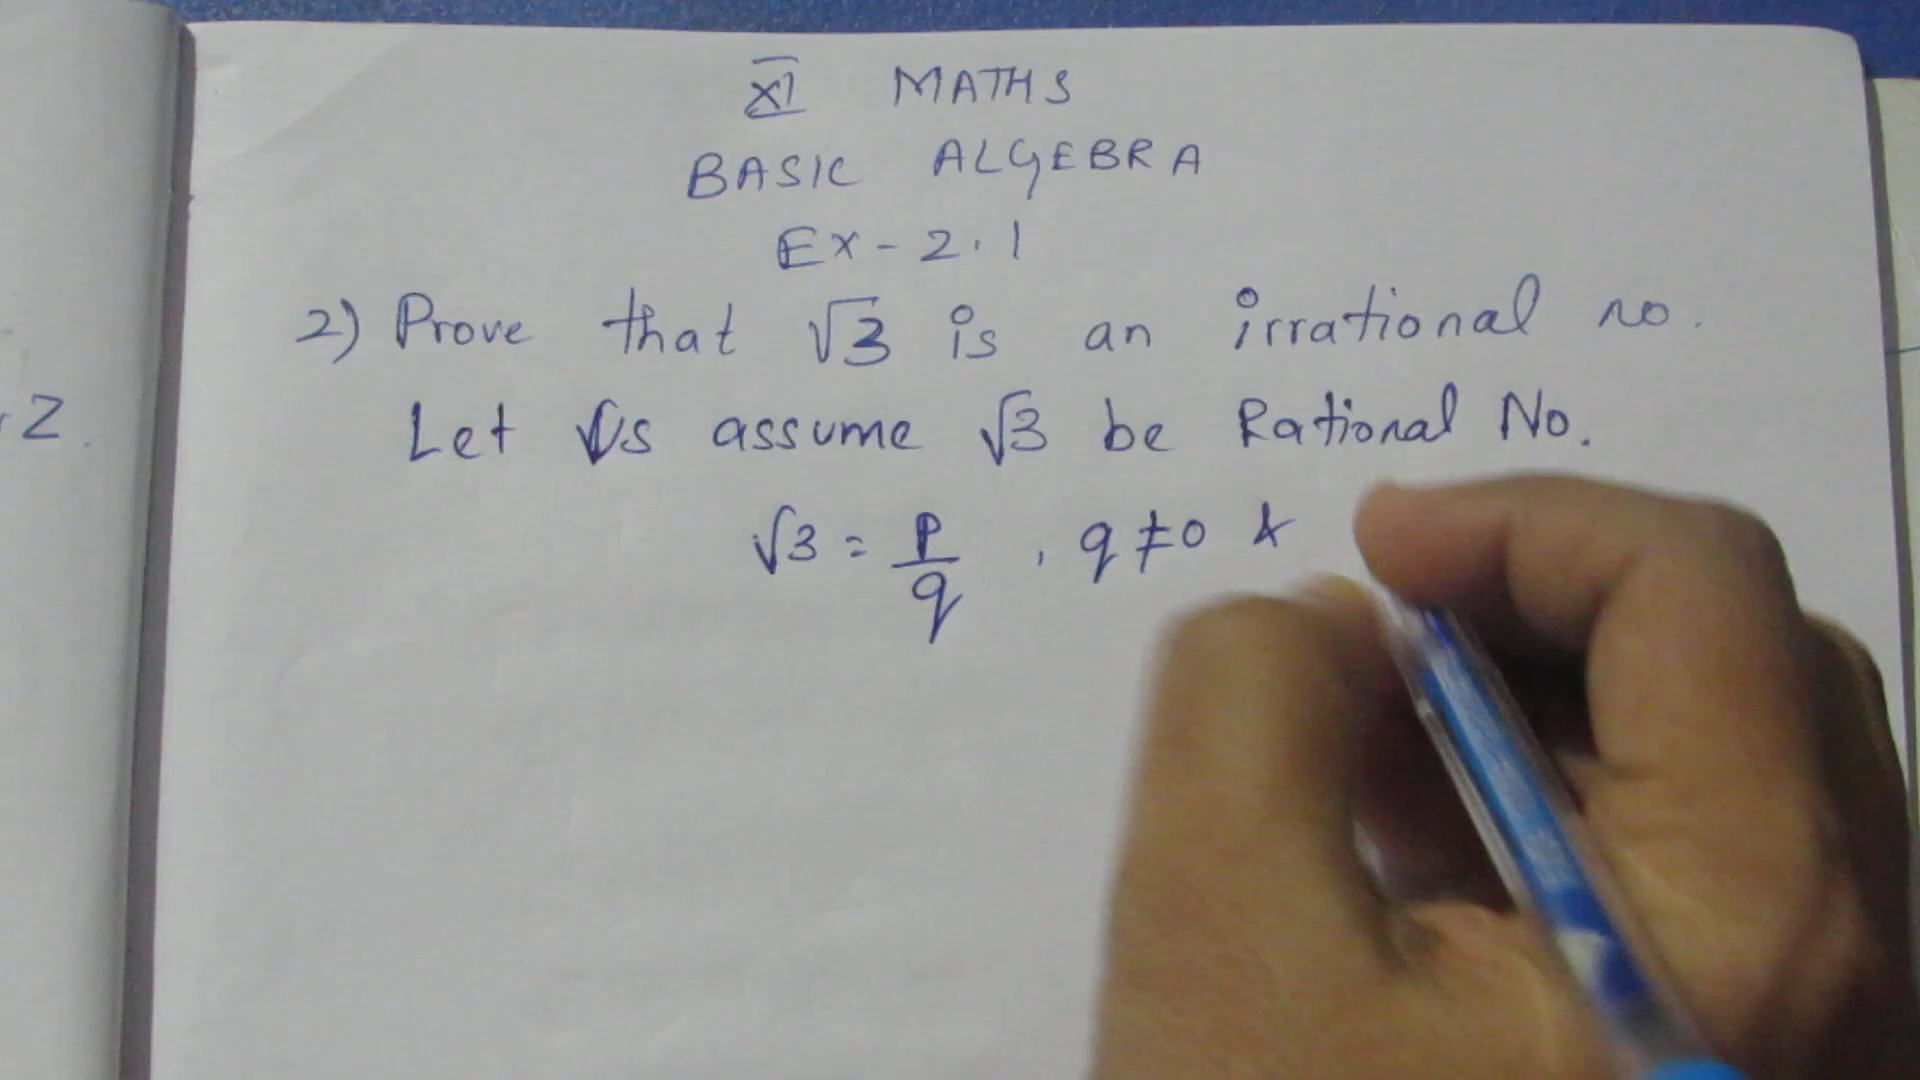 XI MATHS
BASIC ALGEBRA
Ex-2.1
2) Prove that √3 is an irrational no.
Let Us assume √3 be Rational No.
√3 = p/q , q≠0 &
2.